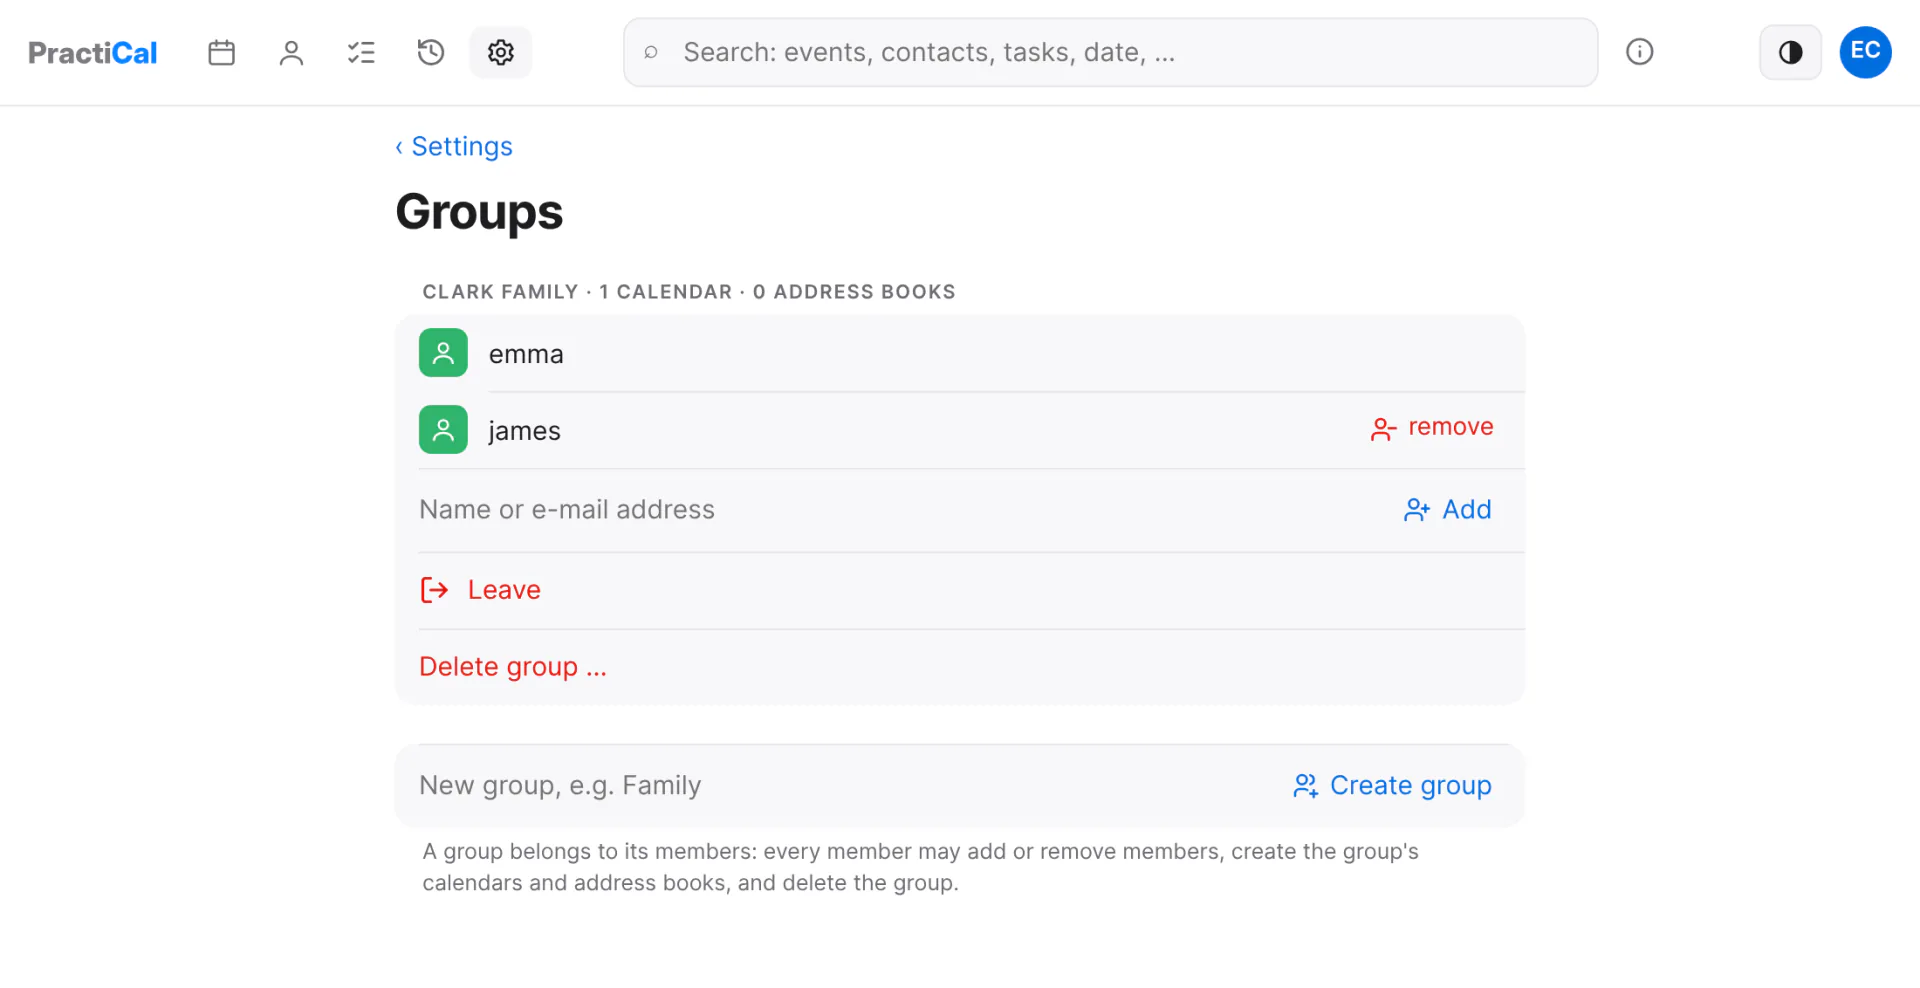 PractiCal
Search: events, contacts, tasks, date, ...
EC
‹ Settings
Groups
CLARK FAMILY · 1 CALENDAR · 0 ADDRESS BOOKS
emma
james
remove
Name or e-mail address
Add
Leave
Delete group ...
New group, e.g. Family
Create group
A group belongs to its members: every member may add or remove members, create the group's
calendars and address books, and delete the group.